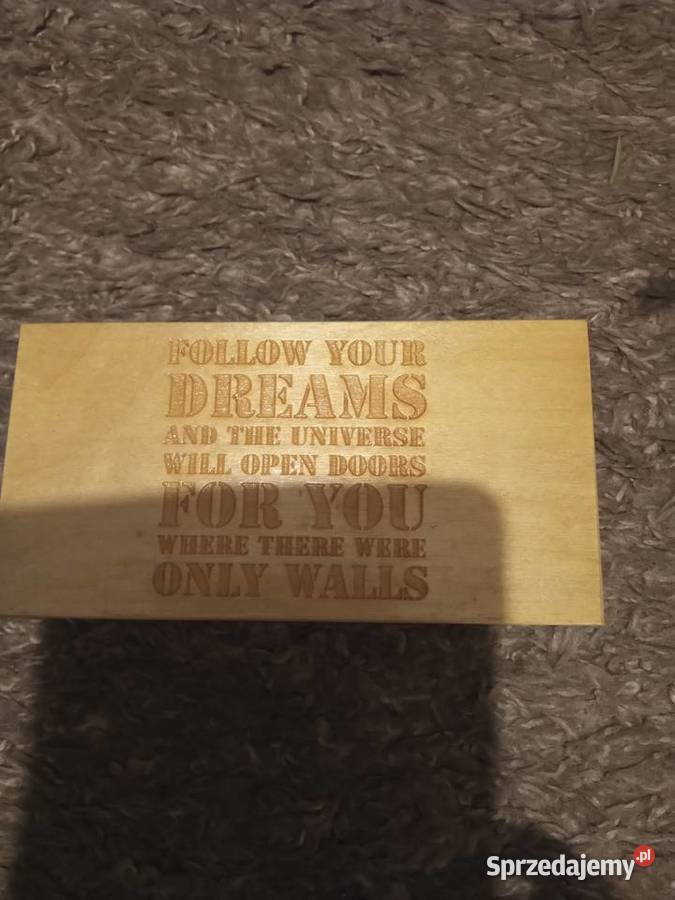 FOLLOW YOUR
DREAMS
AND THE UNIVERSE
WILL OPEN DOORS
FOR YOU
WHERE THERE WERE
ONLY WALLS
Sprzedajemy.pl